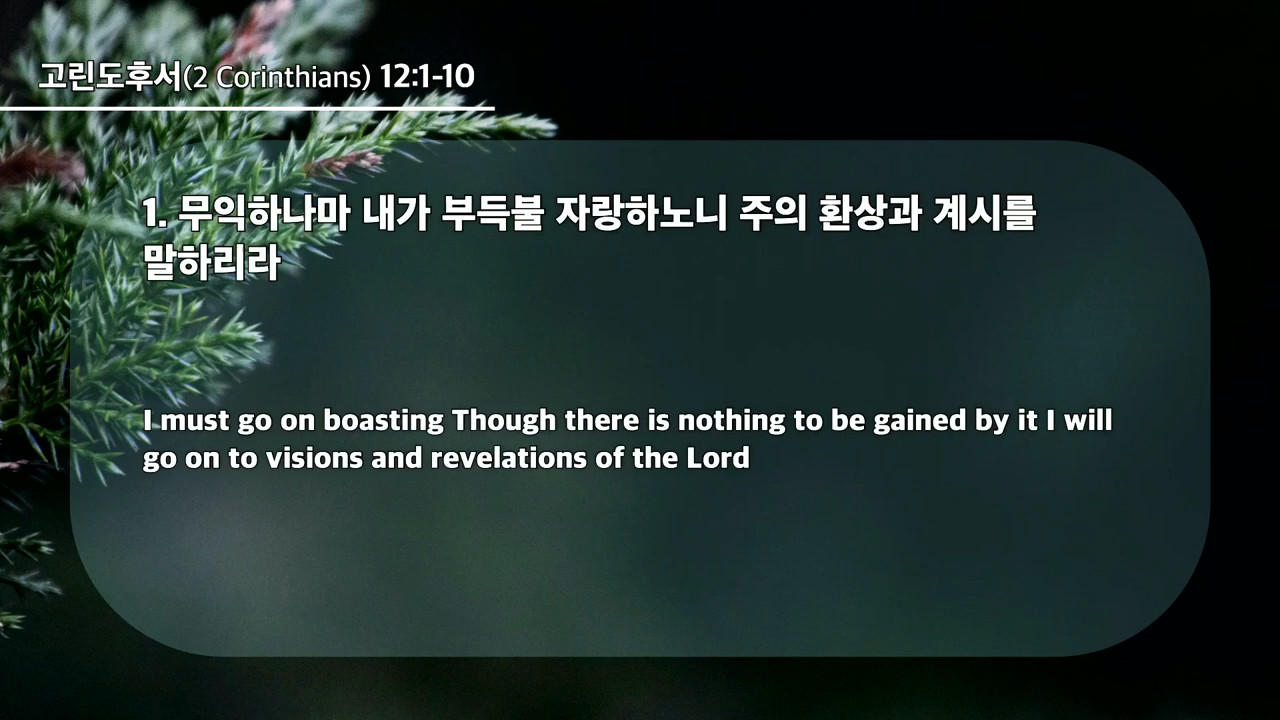 고린도후서(2 Corinthians) 12:1-10
1. 무익하나마 내가 부득불 자랑하노니 주의 환상과 계시를
말하리라
I must go on boasting Though there is nothing to be gained by it I will
go on to visions and revelations of the Lord